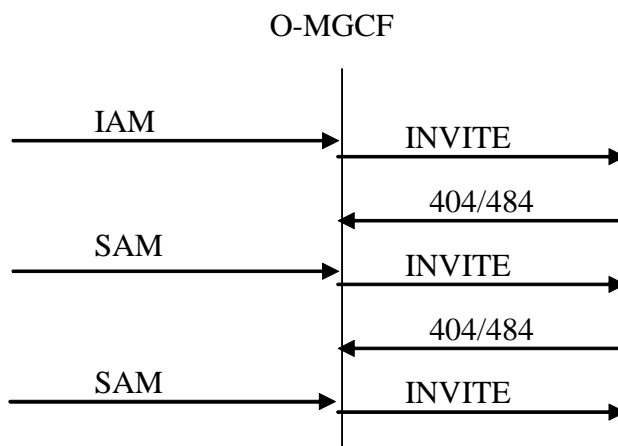 O-MGCF
IAM
INVITE
404/484
SAM
INVITE
404/484
SAM
INVITE